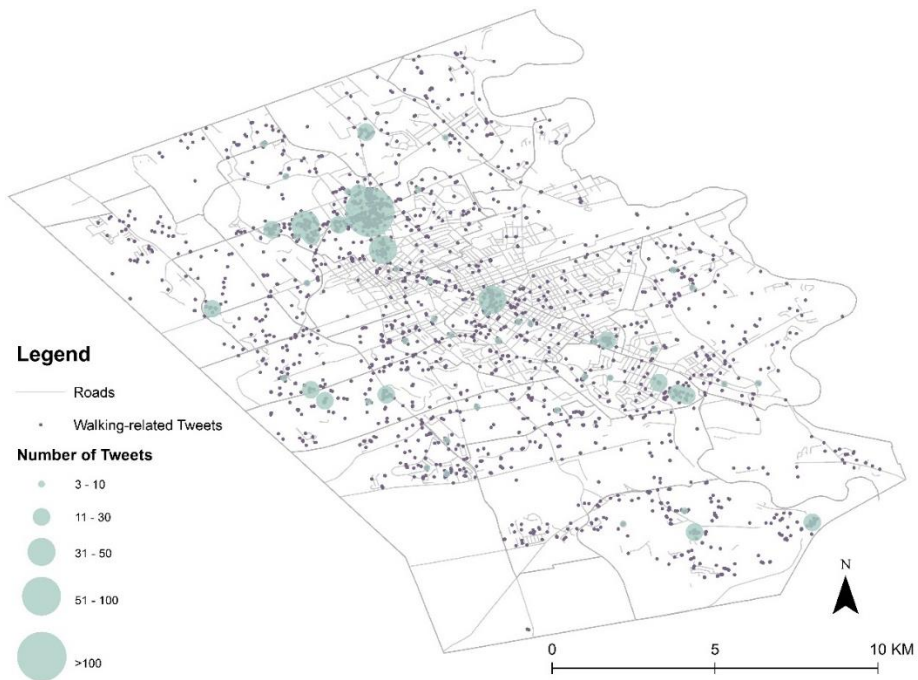 Legend
Roads
Walking-related Tweets
Number of Tweets
3 - 10
11 - 30
31 - 50
51 - 100
>100
N
0 5 10 KM